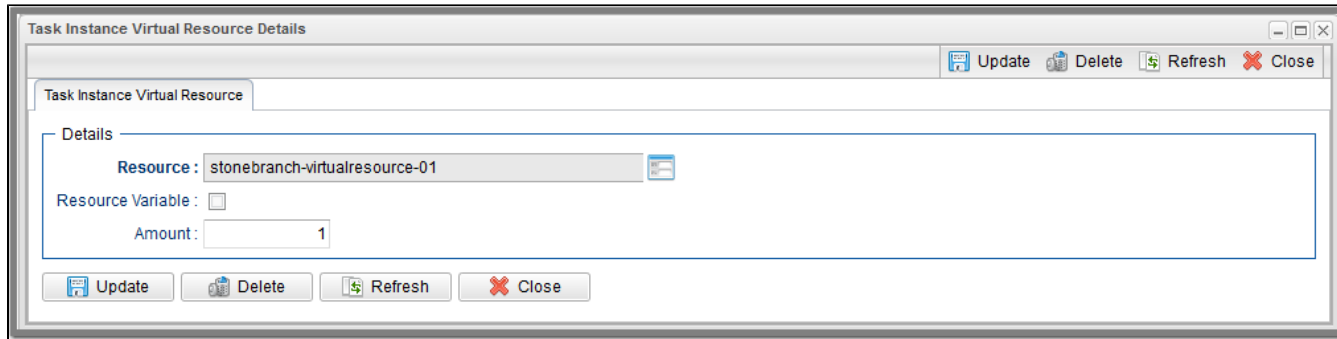 Task Instance Virtual Resource Details
Update Delete Refresh Close
Task Instance Virtual Resource
Details
Resource : stonebranch-virtualresource-01
Resource Variable :
Amount : 1
Update Delete Refresh Close